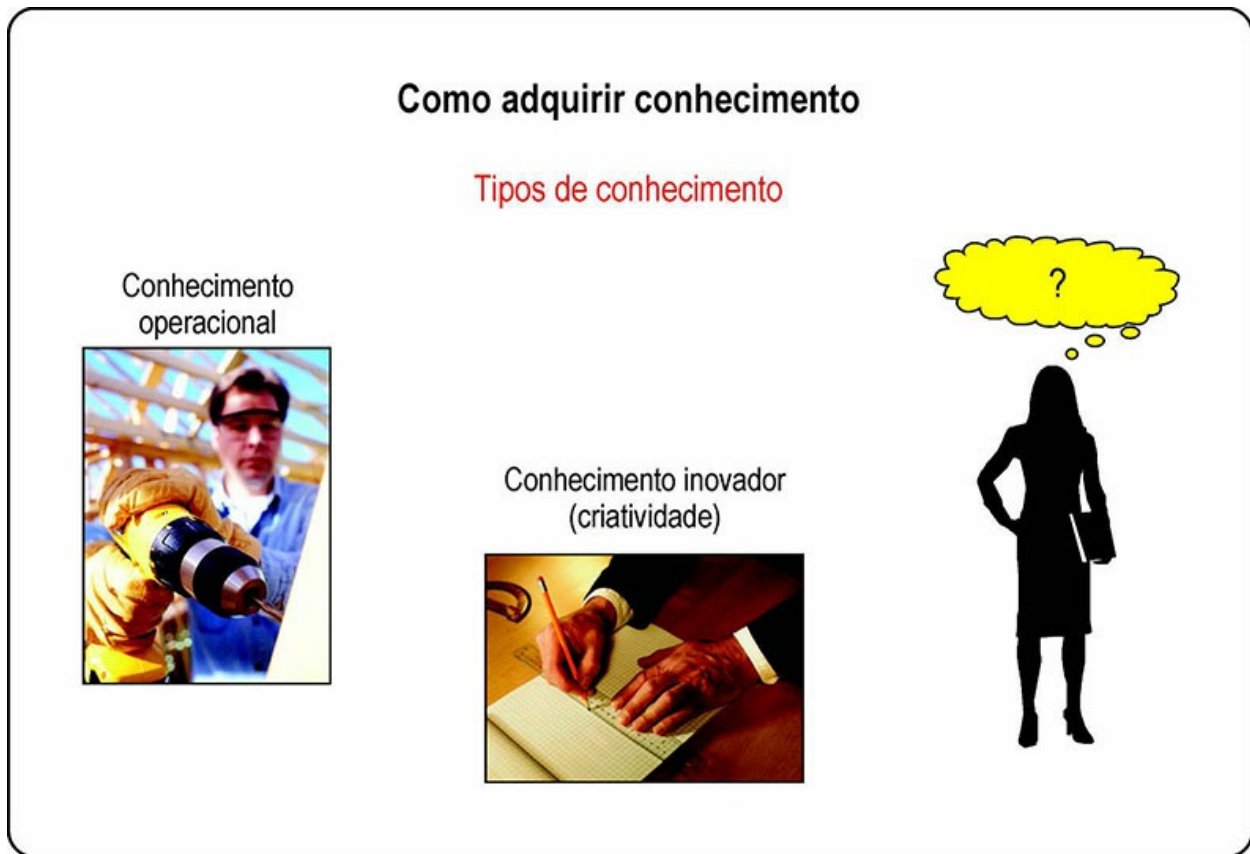 Como adquirir conhecimento
Tipos de conhecimento
Conhecimento
operacional
Conhecimento inovador
(criatividade)
?